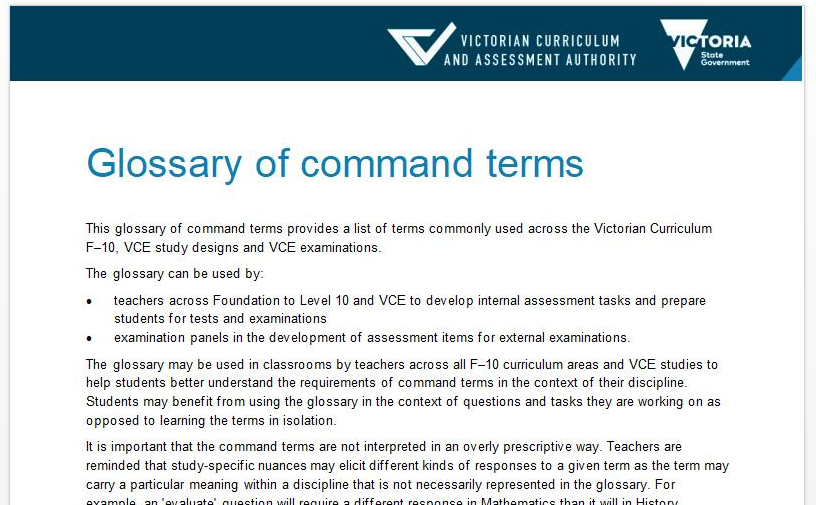 VICTORIAN CURRICULUM
AND ASSESSMENT AUTHORITY
VICTORIA
State
Government
Glossary of command terms
This glossary of command terms provides a list of terms commonly used across the Victorian Curriculum
F–10, VCE study designs and VCE examinations.
The glossary can be used by:
• teachers across Foundation to Level 10 and VCE to develop internal assessment tasks and prepare
students for tests and examinations
• examination panels in the development of assessment items for external examinations.
The glossary may be used in classrooms by teachers across all F–10 curriculum areas and VCE studies to
help students better understand the requirements of command terms in the context of their discipline.
Students may benefit from using the glossary in the context of questions and tasks they are working on as
opposed to learning the terms in isolation.
It is important that the command terms are not interpreted in an overly prescriptive way. Teachers are
reminded that study-specific nuances may elicit different kinds of responses to a given term as the term may
carry a particular meaning within a discipline that is not necessarily represented in the glossary. For
example, an 'evaluate' question will require a different response in Mathematics than it will in History.